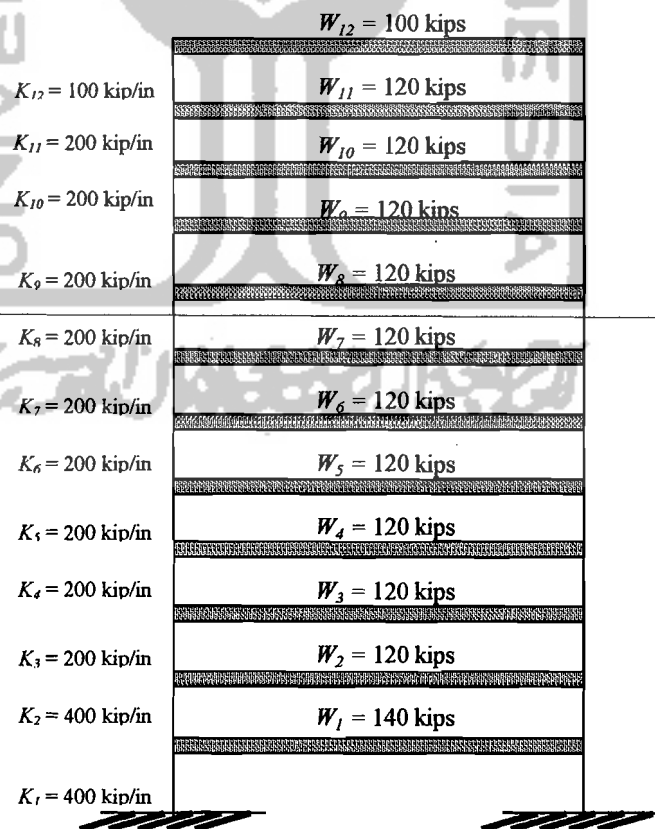 W12 = 100 kips
K12 = 100 kip/in W11 = 120 kips
K11 = 200 kip/in W10 = 120 kips
K10 = 200 kip/in W9 = 120 kips
K9 = 200 kip/in W8 = 120 kips
K8 = 200 kip/in W7 = 120 kips
K7 = 200 kip/in W6 = 120 kips
K6 = 200 kip/in W5 = 120 kips
K5 = 200 kip/in W4 = 120 kips
K4 = 200 kip/in W3 = 120 kips
K3 = 200 kip/in W2 = 120 kips
K2 = 400 kip/in W1 = 140 kips
K1 = 400 kip/in